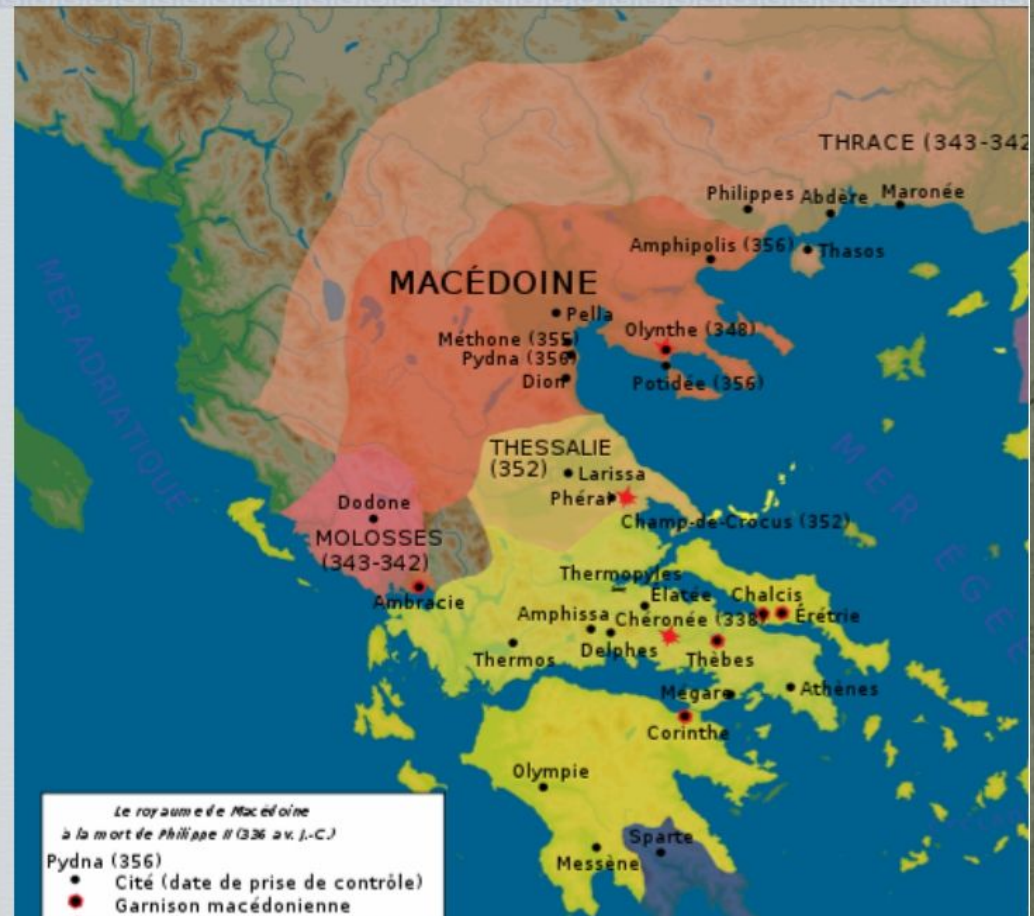 THRACE (343-342
Philippes
Abdère
Maronée
Amphipolis (356)
Thasos
MACÉDOINE
Pella
Olynthe (348)
Méthone (355)
Pydna (356)
Dion
Potidée (356)
MER ADRIATIQUE
THESSALIE
(352)
Larissa
Phéra
Champ-de-Crocus (352)
MER
ÉGÉE
Dodone
MOLOSSES
(343-342)
Ambracie
Thermopyles
Élatée
Chalcis
Amphissa
Chéronée (338)
Érétrie
Delphes
Thermos
Thèbes
Mégare
Athènes
Corinthe
Olympie
Sparte
Messène
Le royaume de Macédoine
à la mort de Philippe II (336 av. J.-C.)
Pydna (356)
Cité (date de prise de contrôle)
Garnison macédonienne